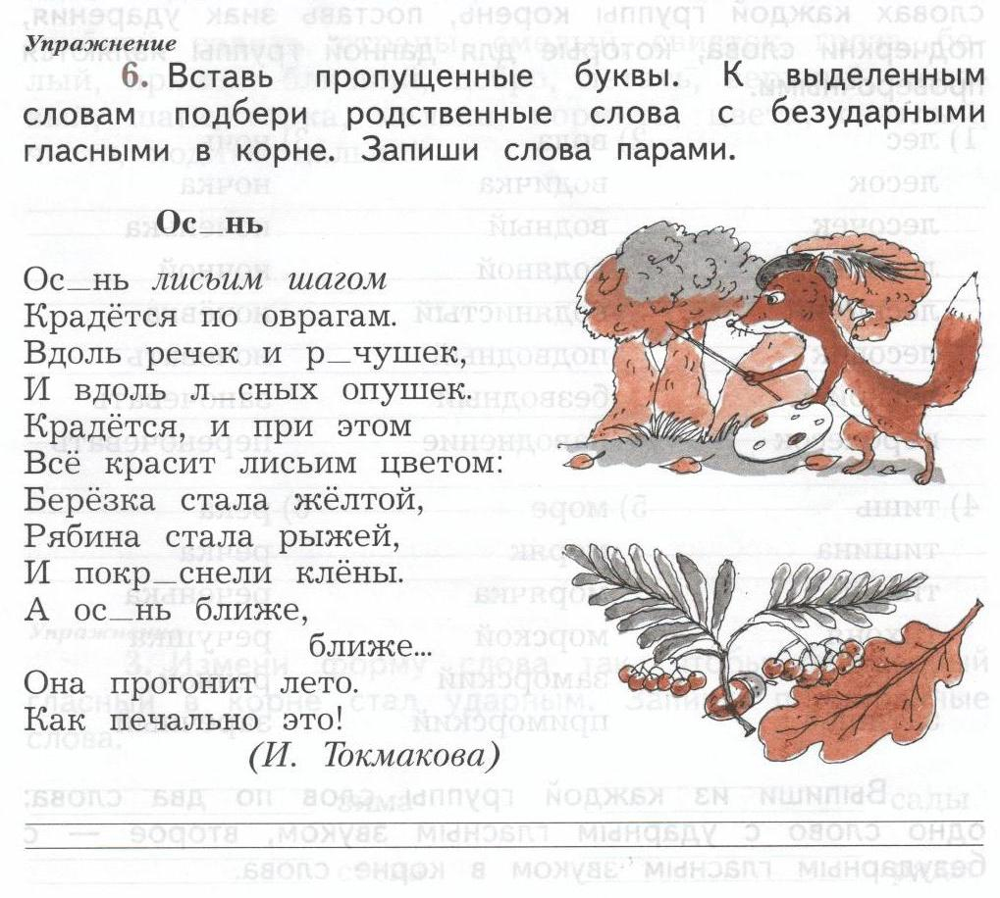 Упражнение
6. Вставь пропущенные буквы. К выделенным
словам подбери родственные слова с безударными
гласными в корне. Запиши слова парами.
Ос_нь
Ос_нь лисьим шагом
Крадётся по оврагам.
Вдоль речек и р_чушек,
И вдоль л_сных опушек.
Крадётся, и при этом
Всё красит лисьим цветом:
Берёзка стала жёлтой,
Рябина стала рыжей,
И покр_снели клёны.
А ос_нь ближе,
ближе...
Она прогонит лето.
Как печально это!
(И. Токмакова)